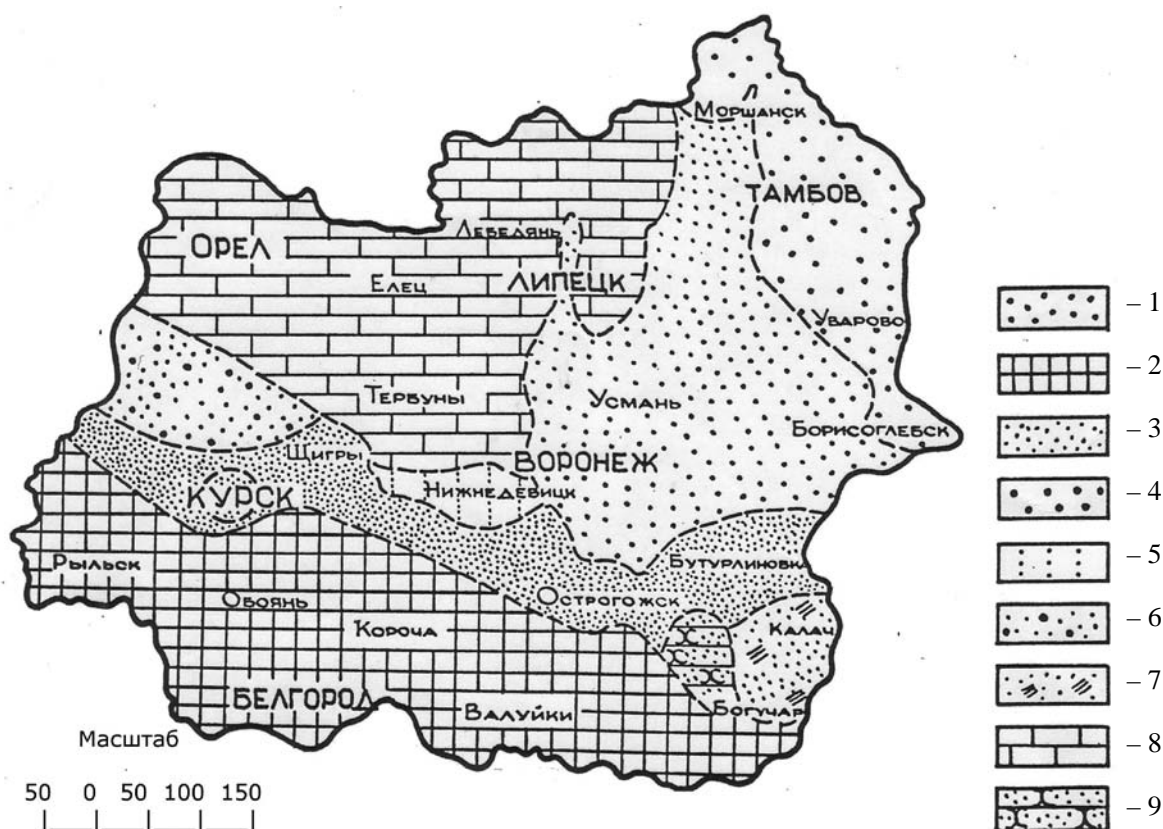 Моршанск
ТАМБОВ
Лебедянь
ОРЕЛ
Елец
ЛИПЕЦК
– 1
Уварово
– 2
Тербуны
Усмань
Борисоглебск
– 3
Щигры
ВОРОНЕЖ
КУРСК
Нижнедевицк
– 4
Рыльск
Бутурлиновка
– 5
Обоянь
Острогожск
Короча
Калач
– 6
БЕЛГОРОД
Валуйки
Богучар
– 7
Масштаб
– 8
50 0 50 100 150
– 9